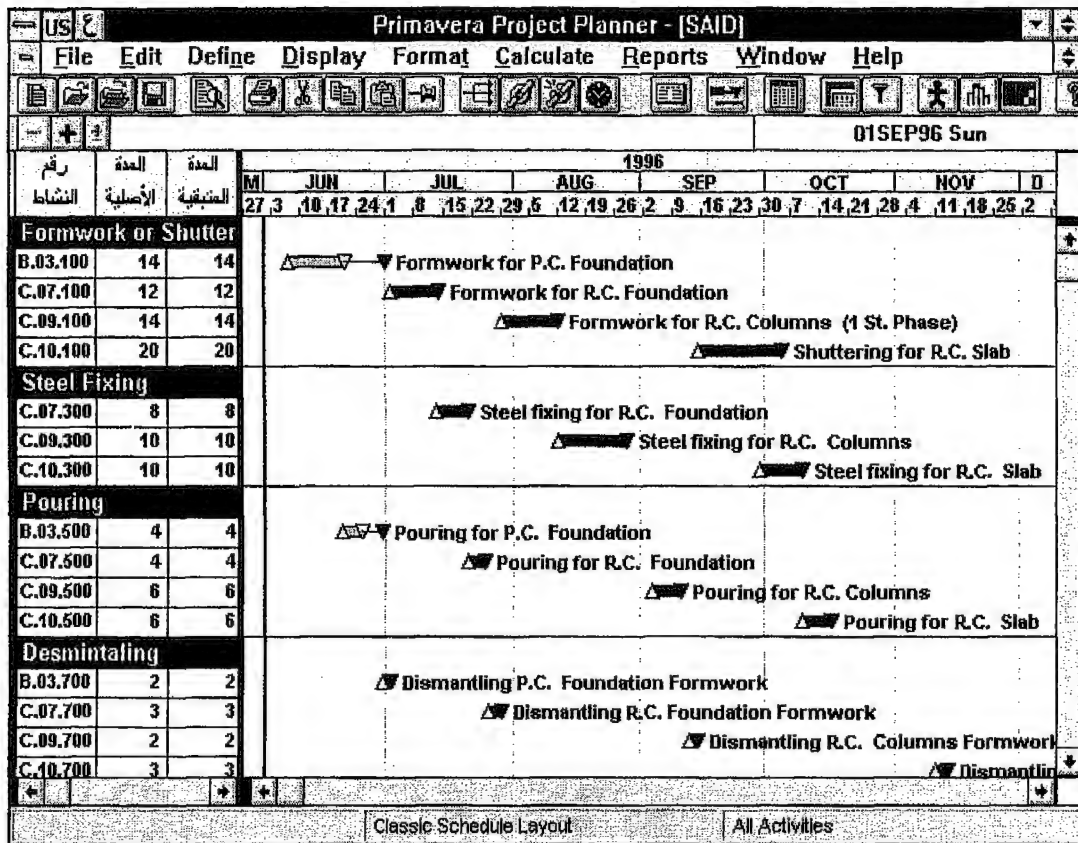 US ع Primavera Project Planner - [SAID]
File Edit Define Display Format Calculate Reports Window Help
01SEP96 Sun
رقم النشاط
المدة الأصلية
المدة المتبقية
1996
M JUN JUL AUG SEP OCT NOV D
27 3 10 17 24 1 8 15 22 29 5 12 19 26 2 9 16 23 30 7 14 21 28 4 11 18 25 2
Formwork or Shutter
B.03.100 14 14 Formwork for P.C. Foundation
C.07.100 12 12 Formwork for R.C. Foundation
C.09.100 14 14 Formwork for R.C. Columns (1 St. Phase)
C.10.100 20 20 Shuttering for R.C. Slab
Steel Fixing
C.07.300 8 8 Steel fixing for R.C. Foundation
C.09.300 10 10 Steel fixing for R.C. Columns
C.10.300 10 10 Steel fixing for R.C. Slab
Pouring
B.03.500 4 4 Pouring for P.C. Foundation
C.07.500 4 4 Pouring for R.C. Foundation
C.09.500 6 6 Pouring for R.C. Columns
C.10.500 6 6 Pouring for R.C. Slab
Desmintaling
B.03.700 2 2 Dismantling P.C. Foundation Formwork
C.07.700 3 3 Dismantling R.C. Foundation Formwork
C.09.700 2 2 Dismantling R.C. Columns Formwork
C.10.700 3 3 Dismantlin
Classic Schedule Layout All Activities